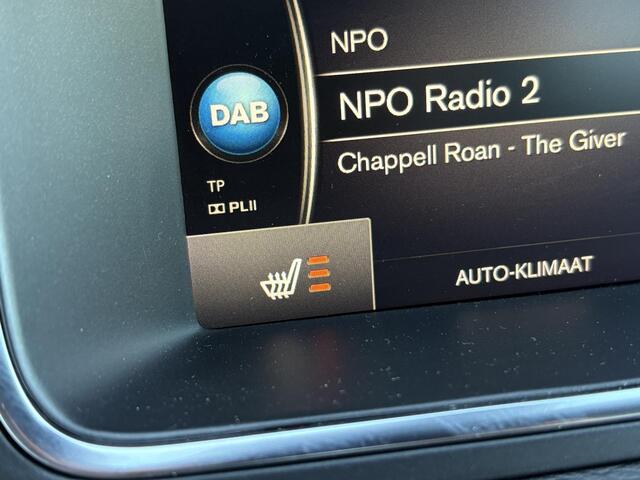 NPO
NPO Radio 2
DAB
Chappell Roan - The Giver
TP
PLII
AUTO-KLIMAAT